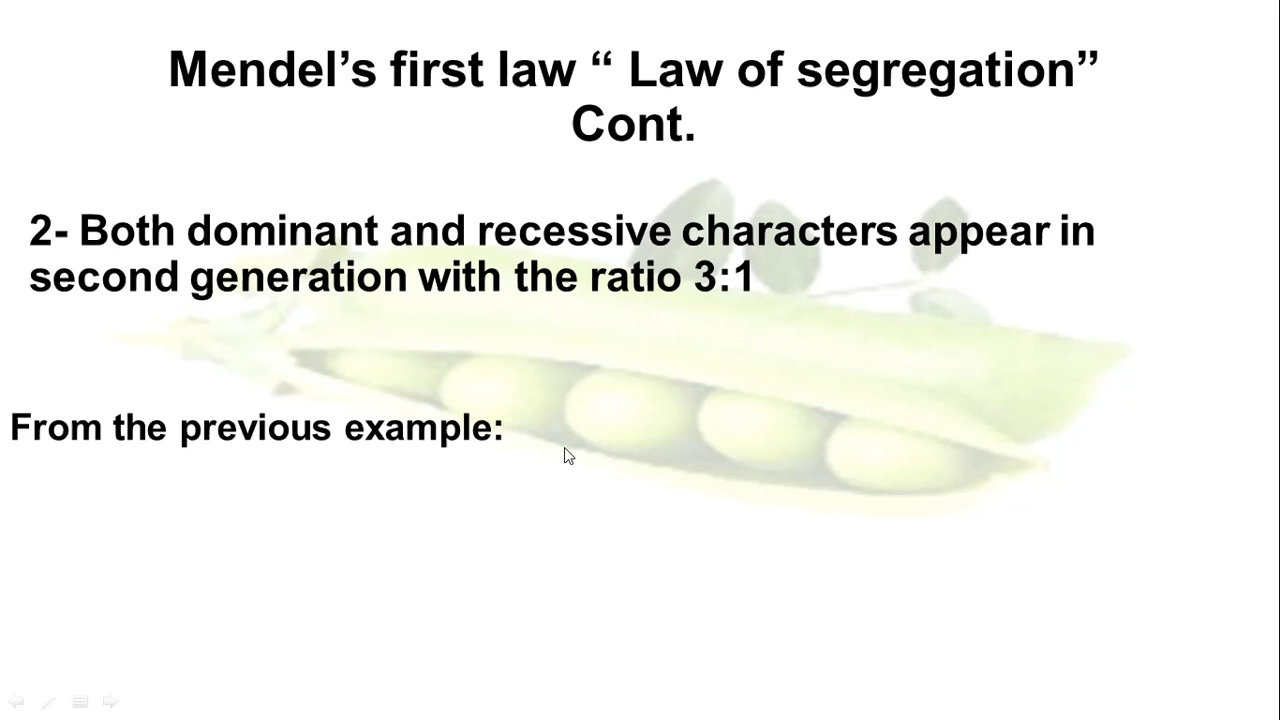 Mendel’s first law “ Law of segregation”
Cont.
2- Both dominant and recessive characters appear in
second generation with the ratio 3:1
From the previous example: